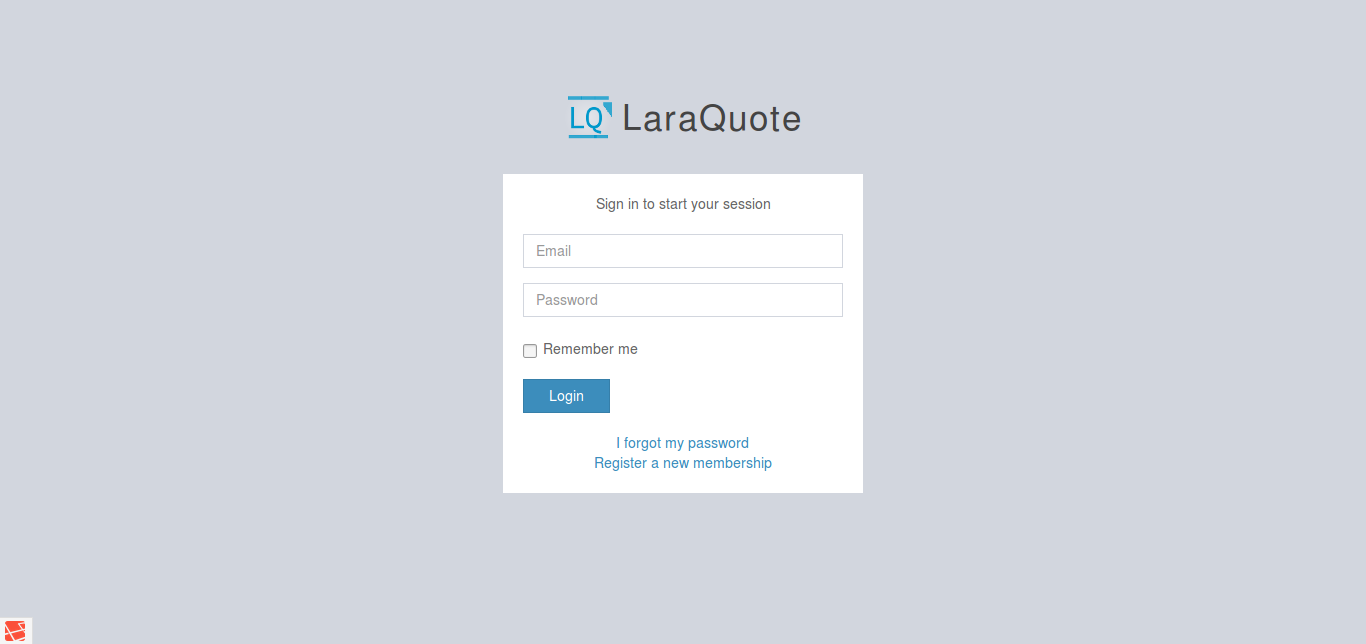 LQ LaraQuote
Sign in to start your session
Email
Password
Remember me
Login
I forgot my password
Register a new membership